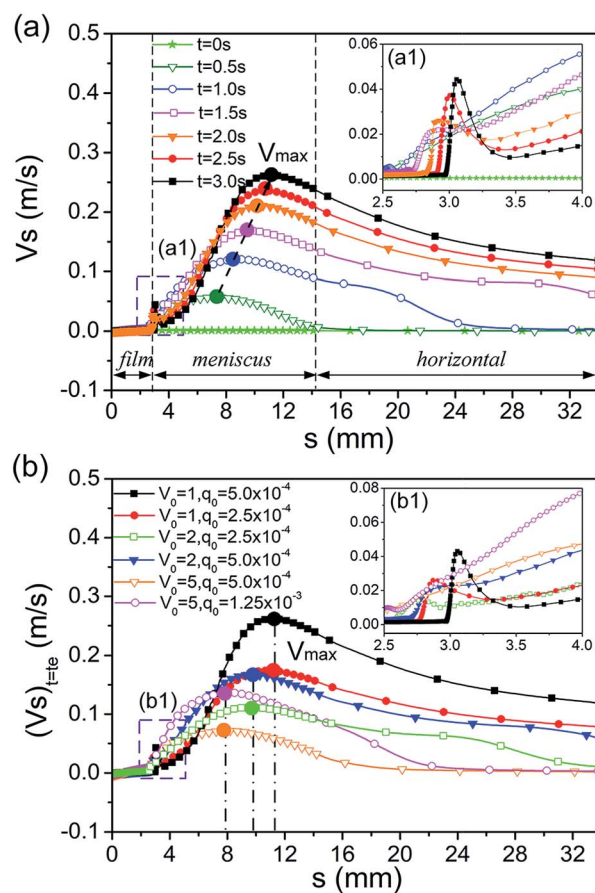 (a)
0.5
0.4
0.3
0.2
0.1
0.0
-0.1
Vs (m/s)
t=0s
t=0.5s
t=1.0s
t=1.5s
t=2.0s
t=2.5s
t=3.0s
Vmax
(a1)
0.06
0.04
0.02
0.00
2.5
3.0
3.5
4.0
(a1)
film
meniscus
horizontal
0
4
8
12
16
20
24
28
32
s (mm)
(b)
0.5
0.4
0.3
0.2
0.1
0.0
-0.1
(Vs)t=te (m/s)
V0=1,q0=5.0x10-4
V0=1,q0=2.5x10-4
V0=2,q0=2.5x10-4
V0=2,q0=5.0x10-4
V0=5,q0=5.0x10-4
V0=5,q0=1.25x10-3
Vmax
(b1)
0.08
0.06
0.04
0.02
0.00
2.5
3.0
3.5
4.0
(b1)
0
4
8
12
16
20
24
28
32
s (mm)